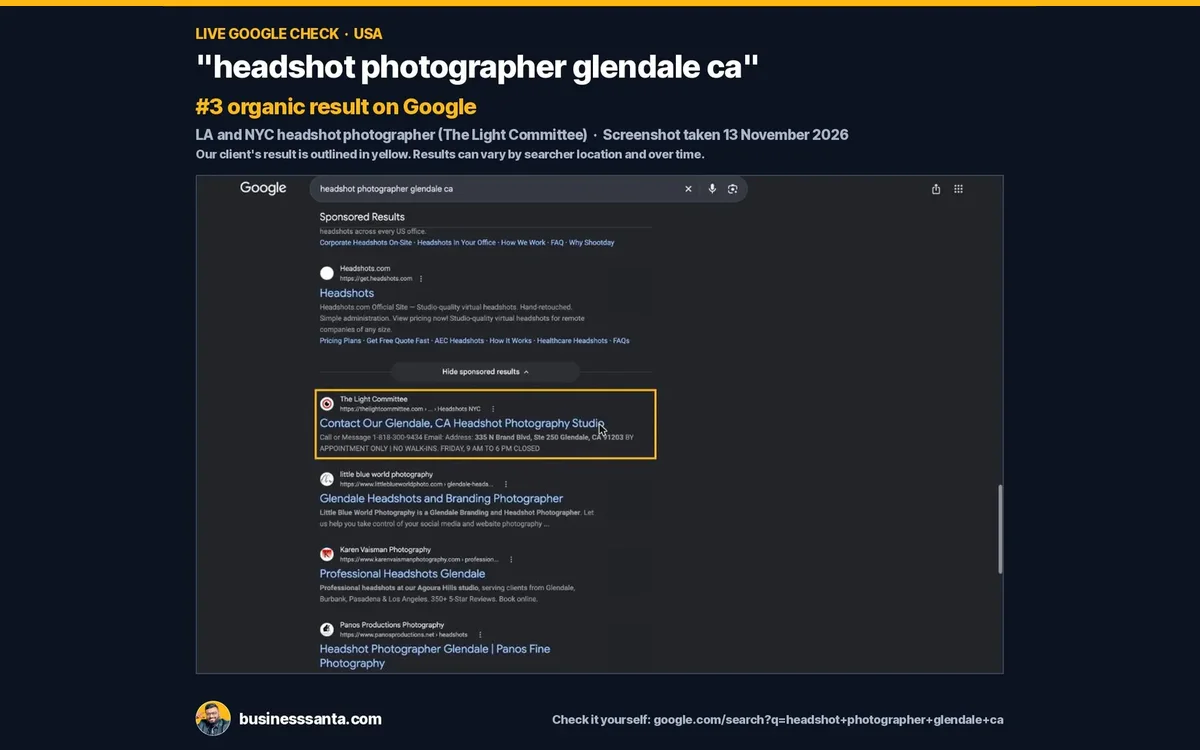 LIVE GOOGLE CHECK · USA
"headshot photographer glendale ca"
#3 organic result on Google
LA and NYC headshot photographer (The Light Committee) · Screenshot taken 13 November 2026
Our client's result is outlined in yellow. Results can vary by searcher location and over time.
Google
headshot photographer glendale ca
Sponsored Results
headshots across every US office.
Corporate Headshots On-Site · Headshots In Your Office · How We Work · FAQ · Why Shootday
Headshots.com
https://get.headshots.com
Headshots
Headshots.com Official Site — Studio-quality virtual headshots. Hand-retouched.
Simple administration. View pricing now! Studio-quality virtual headshots for remote
companies of any size.
Pricing Plans · Get Free Quote Fast · AEC Headshots · How It Works · Healthcare Headshots · FAQs
Hide sponsored results
The Light Committee
https://thelightcommittee.com › ... › Headshots NYC
Contact Our Glendale, CA Headshot Photography Studio
Call or Message 1-818-300-9434 Email: Address: 335 N Brand Blvd, Ste 250 Glendale, CA 91203 BY
APPOINTMENT ONLY | NO WALK-INS. FRIDAY, 9 AM TO 6 PM CLOSED
little blue world photography
https://www.littleblueworldphoto.com › glendale-heads...
Glendale Headshots and Branding Photographer
Little Blue World Photography is a Glendale Branding and Headshot Photographer. Let
us help you take control of your social media and website photography ...
Karen Vaisman Photography
https://www.karenvaismanphotography.com › profession...
Professional Headshots Glendale
Professional headshots at our Agoura Hills studio, serving clients from Glendale,
Burbank, Pasadena & Los Angeles. 350+ 5-Star Reviews. Book online.
Panos Productions Photography
https://www.panosproductions.net › headshots
Headshot Photographer Glendale | Panos Fine
Photography
businesssanta.com
Check it yourself: google.com/search?q=headshot+photographer+glendale+ca